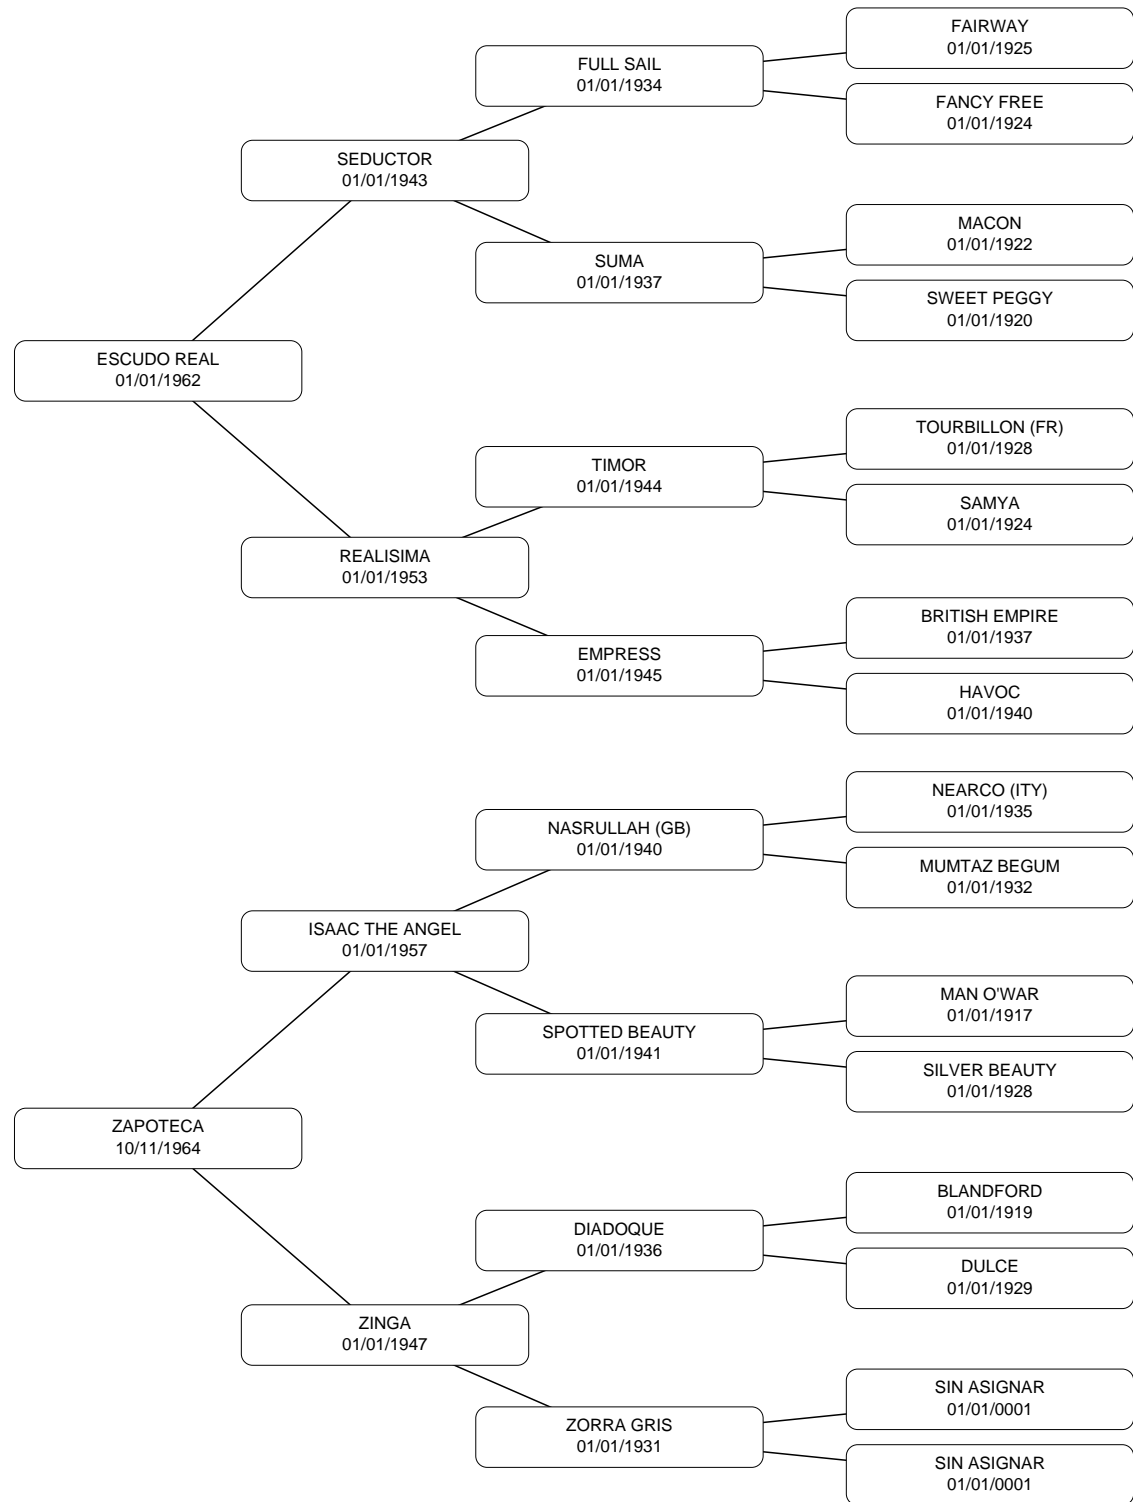 FAIRWAY
01/01/1925
FULL SAIL
01/01/1934
FANCY FREE
01/01/1924
SEDUCTOR
01/01/1943
MACON
01/01/1922
SUMA
01/01/1937
SWEET PEGGY
01/01/1920
ESCUDO REAL
01/01/1962
TOURBILLON (FR)
01/01/1928
TIMOR
01/01/1944
SAMYA
01/01/1924
REALISIMA
01/01/1953
BRITISH EMPIRE
01/01/1937
EMPRESS
01/01/1945
HAVOC
01/01/1940
NEARCO (ITY)
01/01/1935
NASRULLAH (GB)
01/01/1940
MUMTAZ BEGUM
01/01/1932
ISAAC THE ANGEL
01/01/1957
MAN O'WAR
01/01/1917
SPOTTED BEAUTY
01/01/1941
SILVER BEAUTY
01/01/1928
ZAPOTECA
10/11/1964
BLANDFORD
01/01/1919
DIADOQUE
01/01/1936
DULCE
01/01/1929
ZINGA
01/01/1947
SIN ASIGNAR
01/01/0001
ZORRA GRIS
01/01/1931
SIN ASIGNAR
01/01/0001